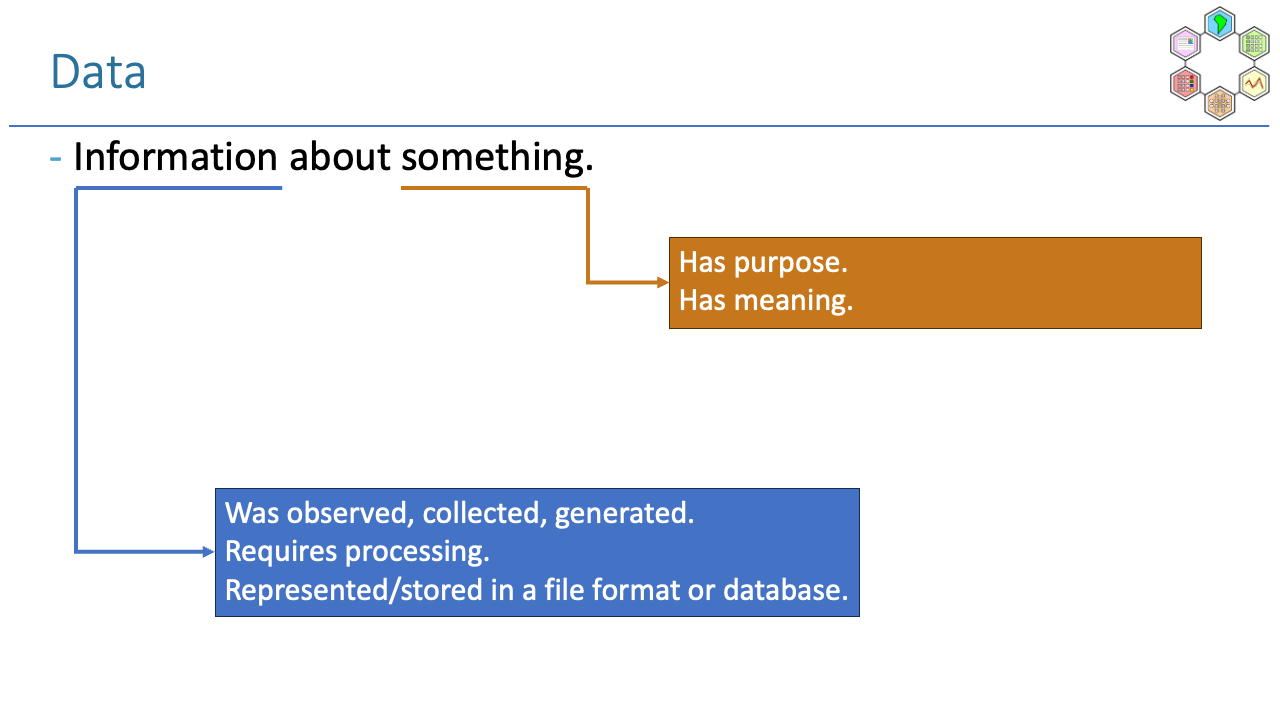 Data
- Information about something.
Has purpose.
Has meaning.
Was observed, collected, generated.
Requires processing.
Represented/stored in a file format or database.